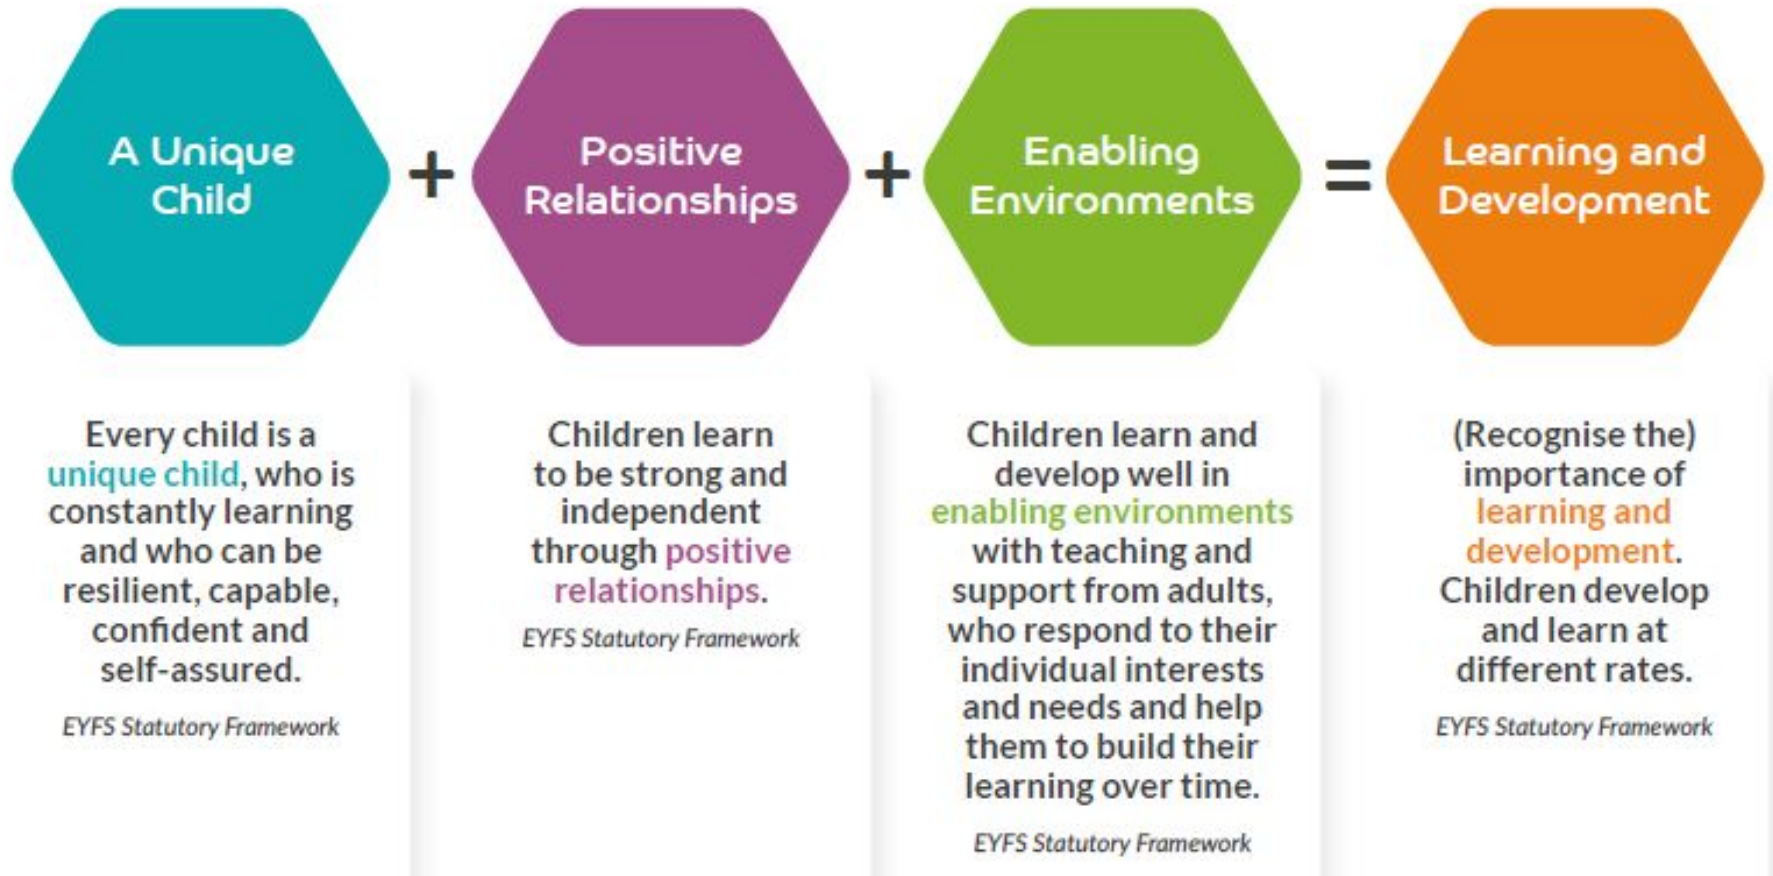 A Unique
Child
+
Positive
Relationships
+
Enabling
Environments
=
Learning and
Development
Every child is a
unique child, who is
constantly learning
and who can be
resilient, capable,
confident and
self-assured.
EYFS Statutory Framework
Children learn
to be strong and
independent
through positive
relationships.
EYFS Statutory Framework
Children learn and
develop well in
enabling environments
with teaching and
support from adults,
who respond to their
individual interests
and needs and help
them to build their
learning over time.
EYFS Statutory Framework
(Recognise the)
importance of
learning and
development.
Children develop
and learn at
different rates.
EYFS Statutory Framework